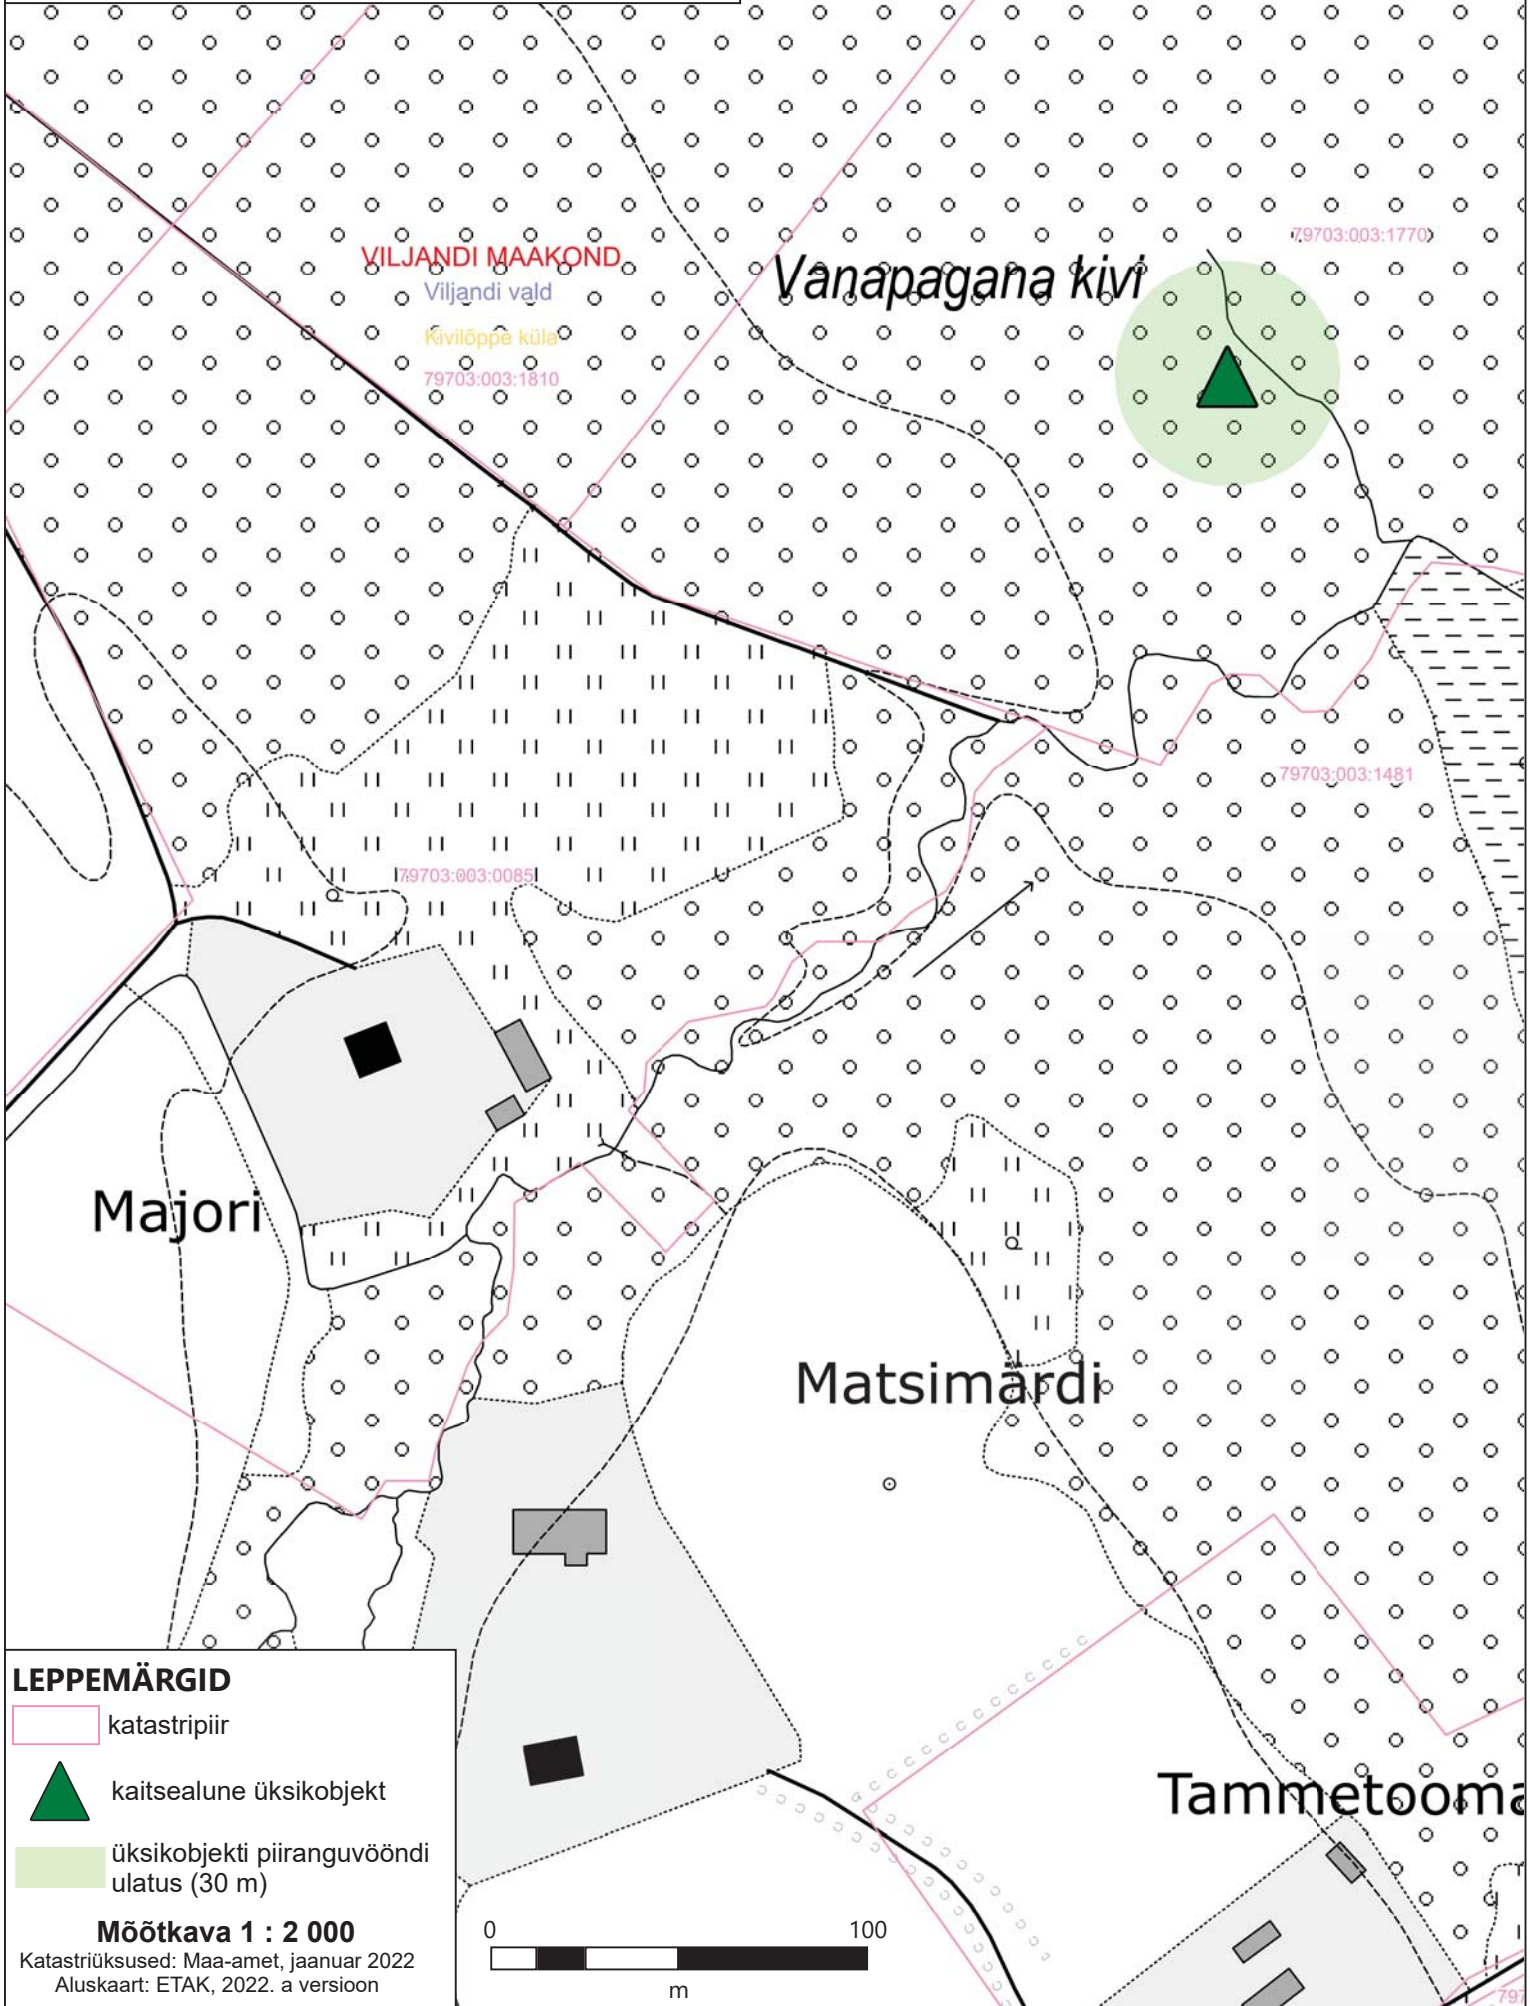 79703:003:1770
VILJANDI MAAKOND
Vanapagana kivi
Viljandi vald
Kivilõppe küla
79703:003:1810
79703:003:1481
79703:003:0085
Majori
Matsimärdi
Tammetooma
LEPPEMÄRGID
katastripiir
kaitsealune üksikobjekt
üksikobjekti piiranguvööndi
ulatus (30 m)
Mõõtkava 1 : 2 000
Katastriüksused: Maa-amet, jaanuar 2022
Aluskaart: ETAK, 2022. a versioon
0 100
m
797